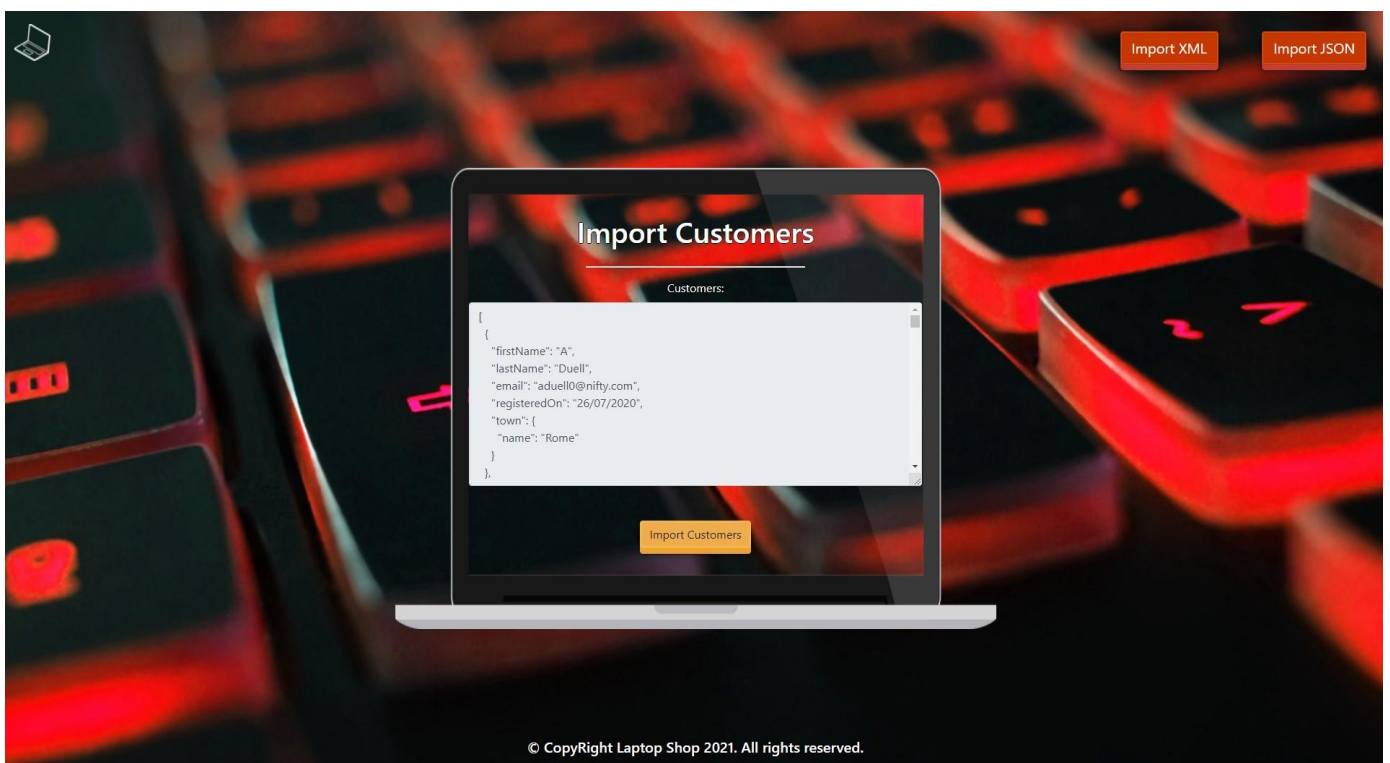 Import XML
Import JSON
Import Customers
Customers:
[
{
"firstName": "A",
"lastName": "Duell",
"email": "aduell0@nifty.com",
"registeredOn": "26/07/2020",
"town": {
"name": "Rome"
}
},
Import Customers
© CopyRight Laptop Shop 2021. All rights reserved.